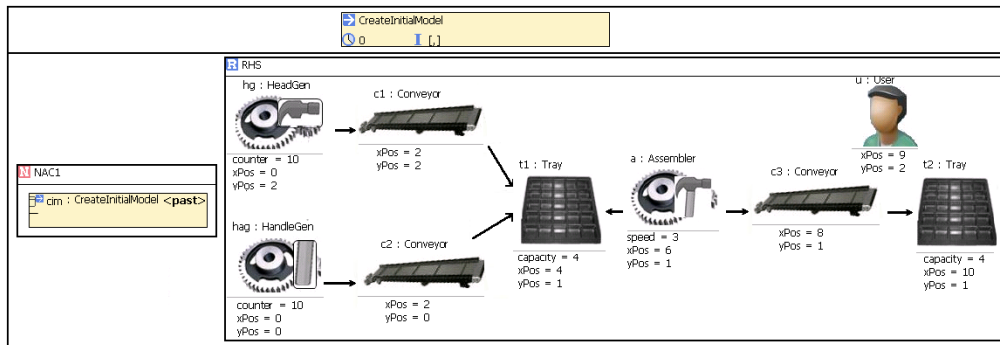 CreateInitialModel
0 I [,]
R RHS
hg : HeadGen
counter = 10
xPos = 0
yPos = 2
c1 : Conveyor
xPos = 2
yPos = 2
u : User
xPos = 9
yPos = 2
N NAC1
cim : CreateInitialModel <past>
t1 : Tray
capacity = 4
xPos = 4
yPos = 1
a : Assembler
speed = 3
xPos = 6
yPos = 1
c3 : Conveyor
xPos = 8
yPos = 1
t2 : Tray
capacity = 4
xPos = 10
yPos = 1
hag : HandleGen
counter = 10
xPos = 0
yPos = 0
c2 : Conveyor
xPos = 2
yPos = 0